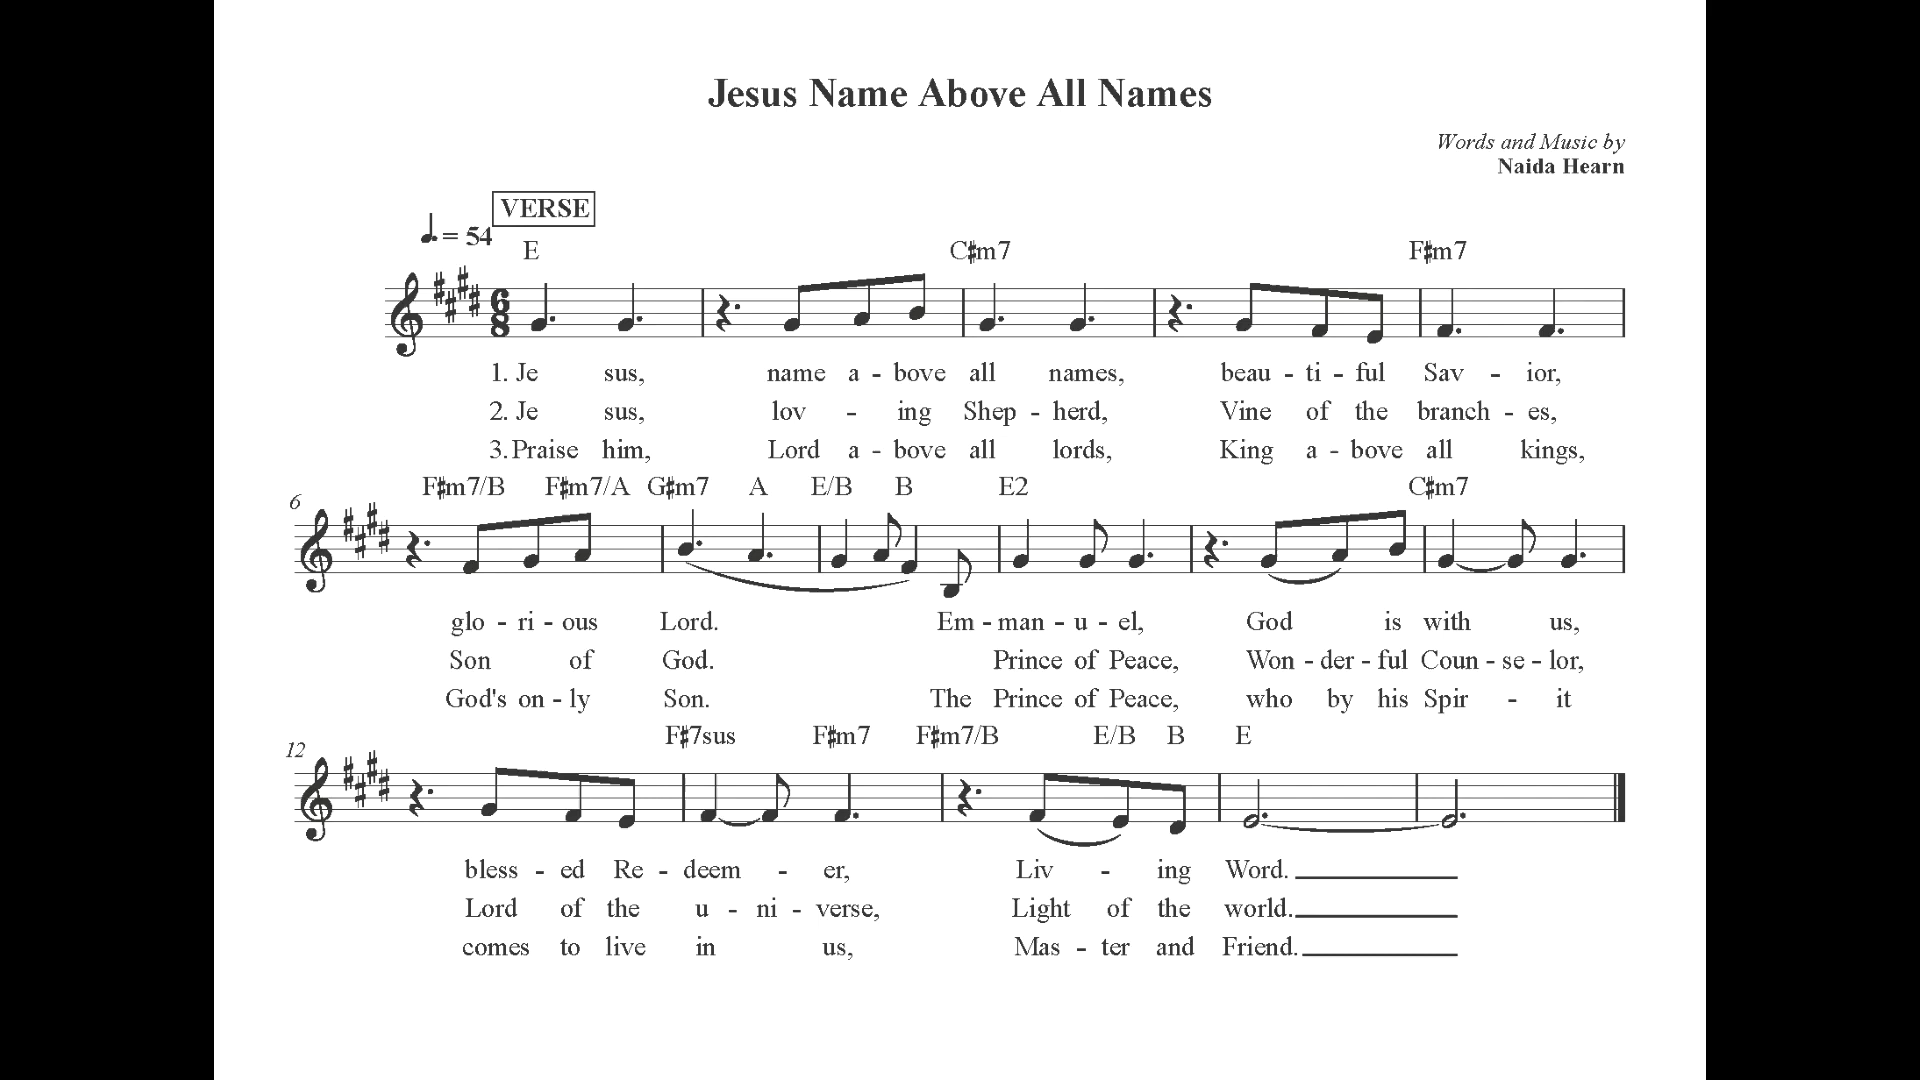 Jesus Name Above All Names
Words and Music by
Naida Hearn
VERSE
♩. = 54
E C♯m7 F♯m7
6 8
1. Je sus, name a - bove all names, beau - ti - ful Sav - ior,
2. Je sus, lov - ing Shep - herd, Vine of the branch - es,
3. Praise him, Lord a - bove all lords, King a - bove all kings,
F♯m7/B F♯m7/A G♯m7 A E/B B E2 C♯m7
6
glo - ri - ous Lord. Em - man - u - el, God is with us,
Son of God. Prince of Peace, Won - der - ful Coun - se - lor,
God's on - ly Son. The Prince of Peace, who by his Spir - it
F♯7sus F♯m7 F♯m7/B E/B B E
12
bless - ed Re - deem - er, Liv - ing Word.
Lord of the u - ni - verse, Light of the world.
comes to live in us, Mas - ter and Friend.